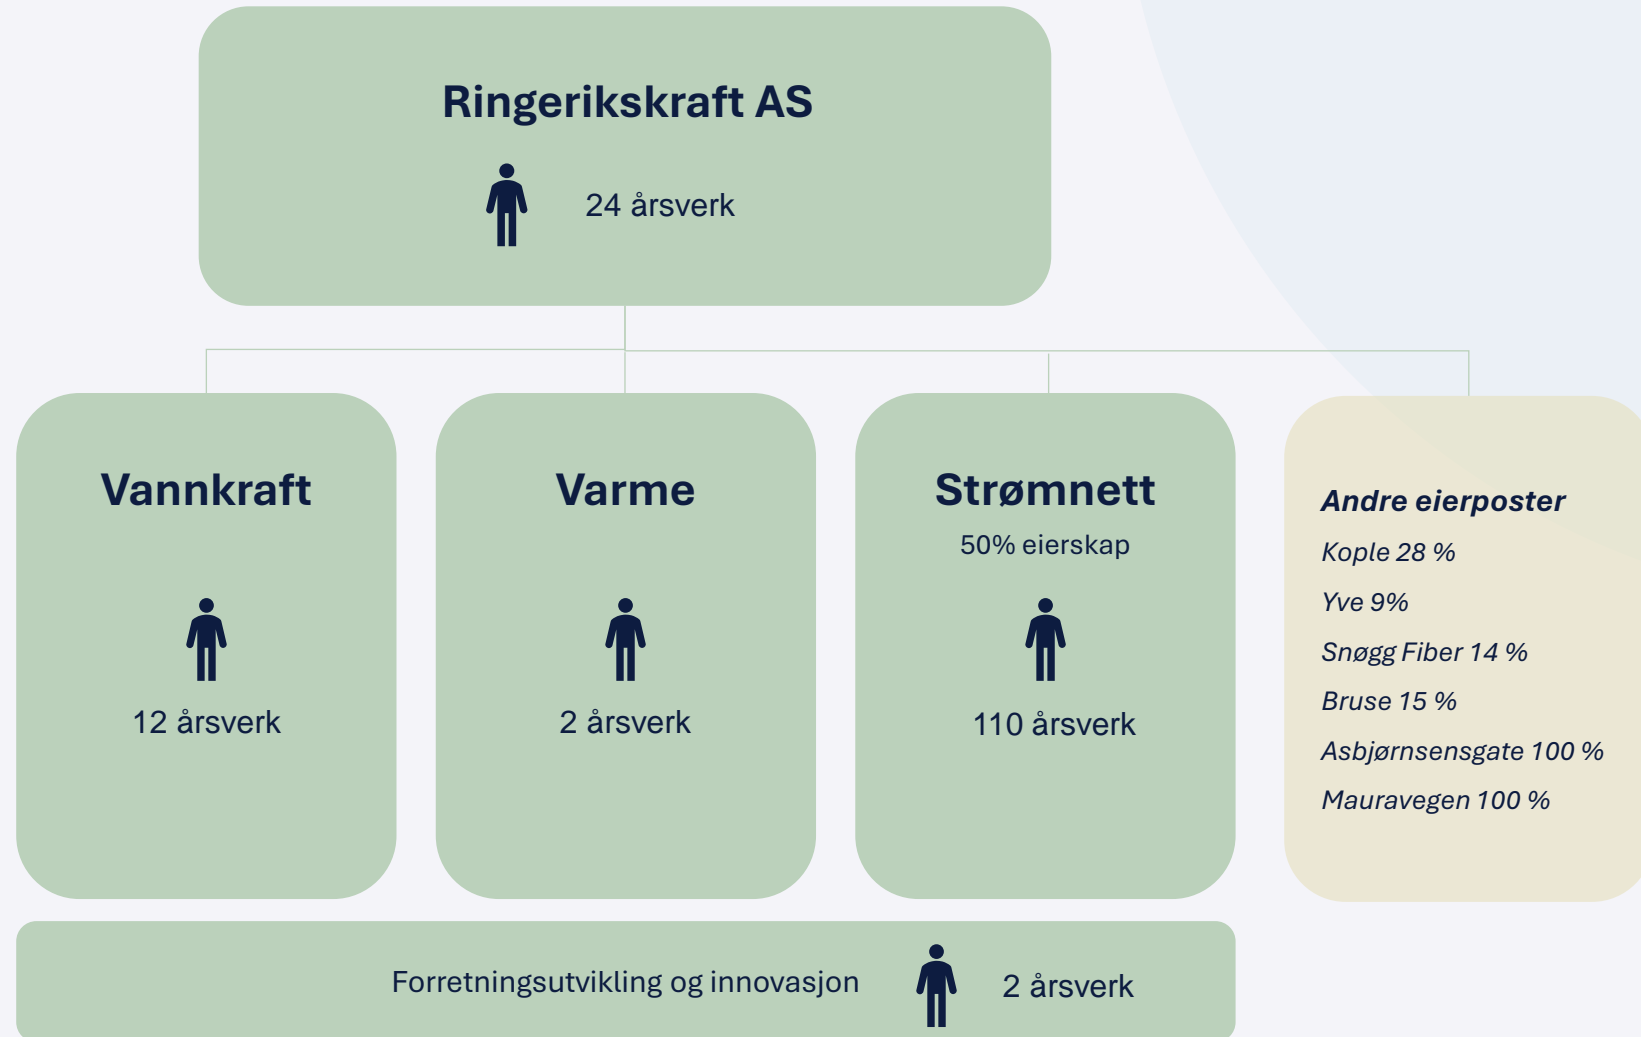 Ringerikskraft AS
24 årsverk
Vannkraft
12 årsverk
Varme
2 årsverk
Strømnett
50% eierskap
110 årsverk
Andre eierposter
Kople 28 %
Yve 9%
Snøgg Fiber 14 %
Bruse 15 %
Asbjørnsensgate 100 %
Mauravegen 100 %
Forretningsutvikling og innovasjon
2 årsverk